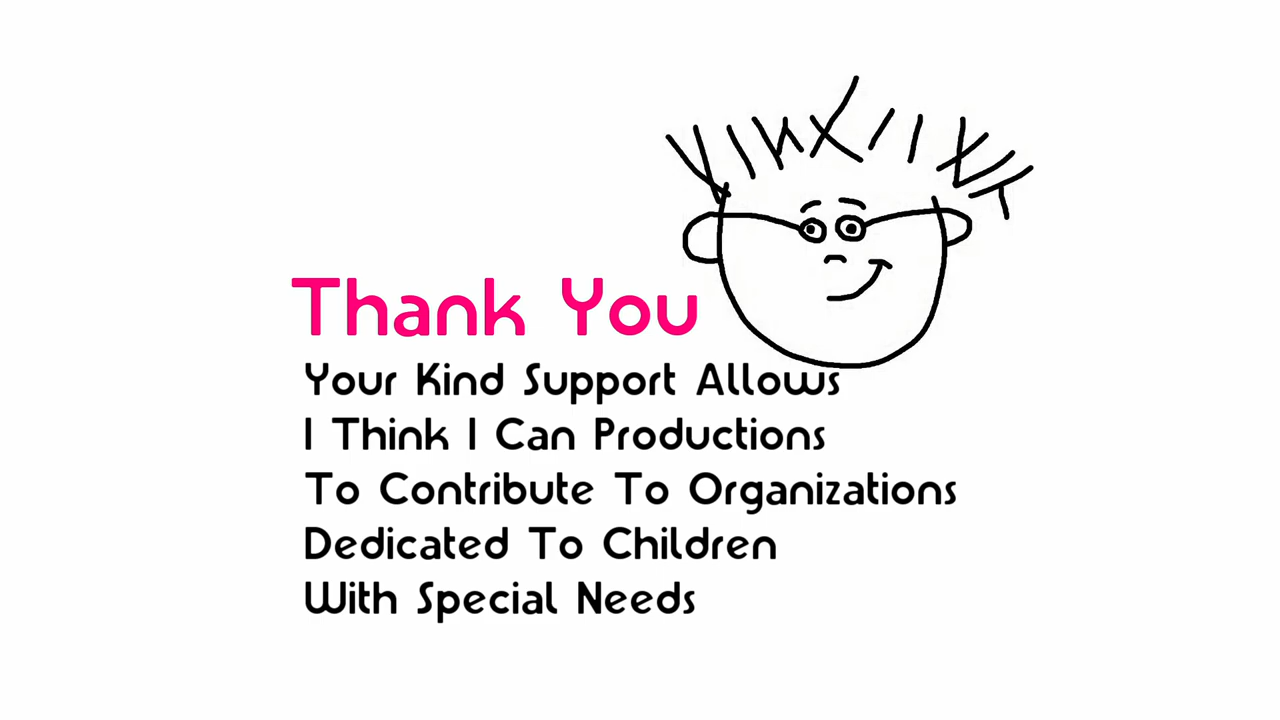 Thank You
Your Kind Support Allows
I Think I Can Productions
To Contribute To Organizations
Dedicated To Children
With Special Needs